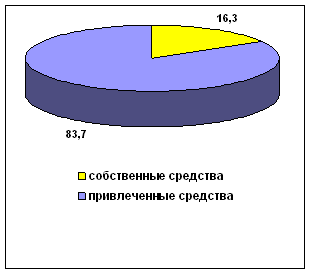 16,3
83,7
собственные средства
привлеченные средства